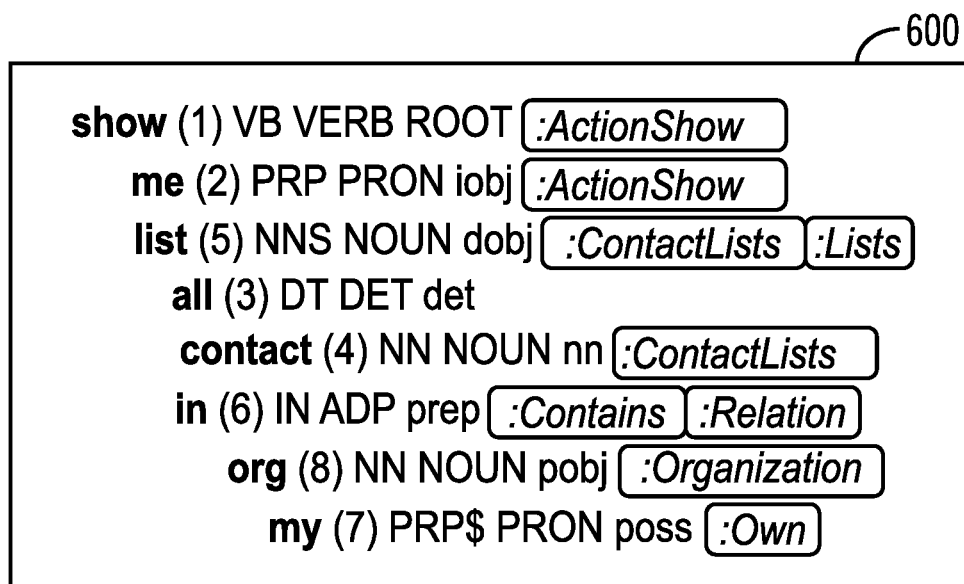 600
show (1) VB VERB ROOT :ActionShow
me (2) PRP PRON iobj :ActionShow
list (5) NNS NOUN dobj :ContactLists :Lists
all (3) DT DET det
contact (4) NN NOUN nn :ContactLists
in (6) IN ADP prep :Contains :Relation
org (8) NN NOUN pobj :Organization
my (7) PRP$ PRON poss :Own